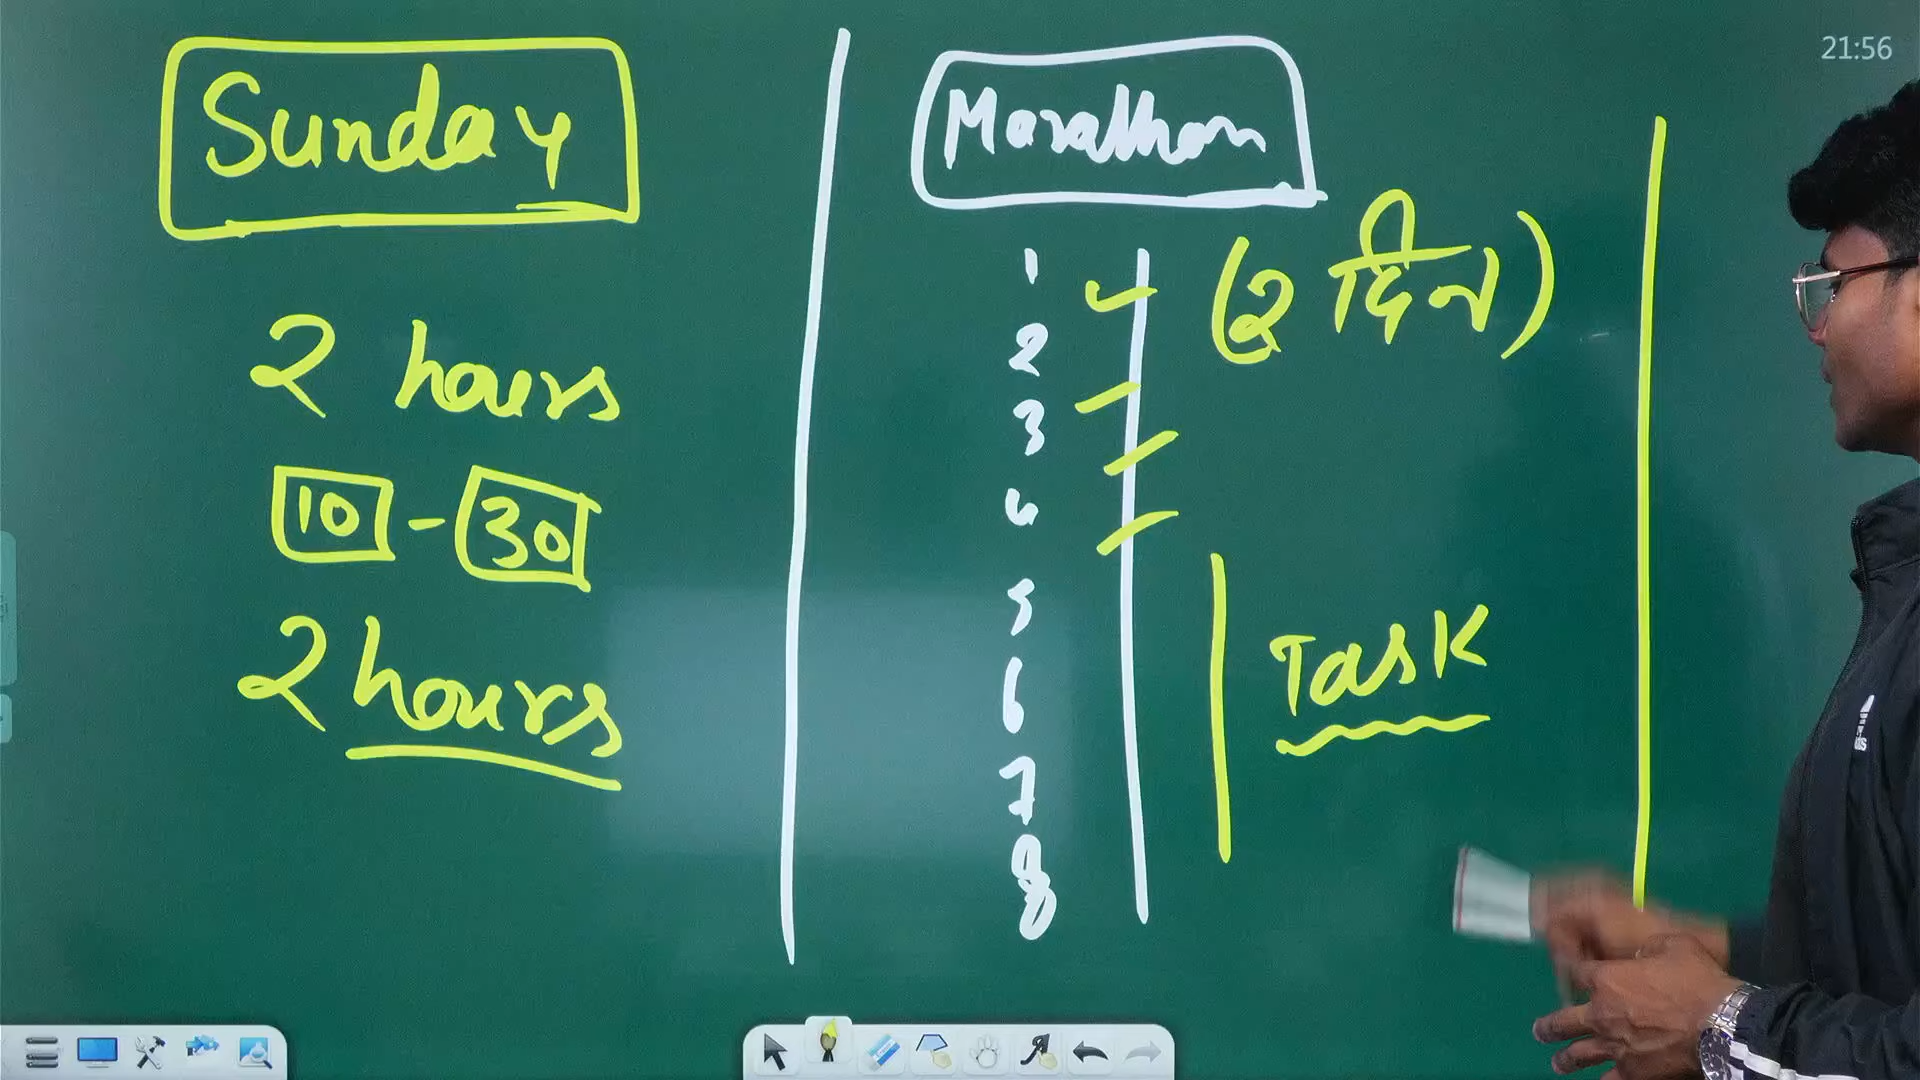 Sunday
2 hours
10 - 30
2 hours
Marathon
1
2
3
4
5
6
7
8
(2 दिन)
Task
21:56